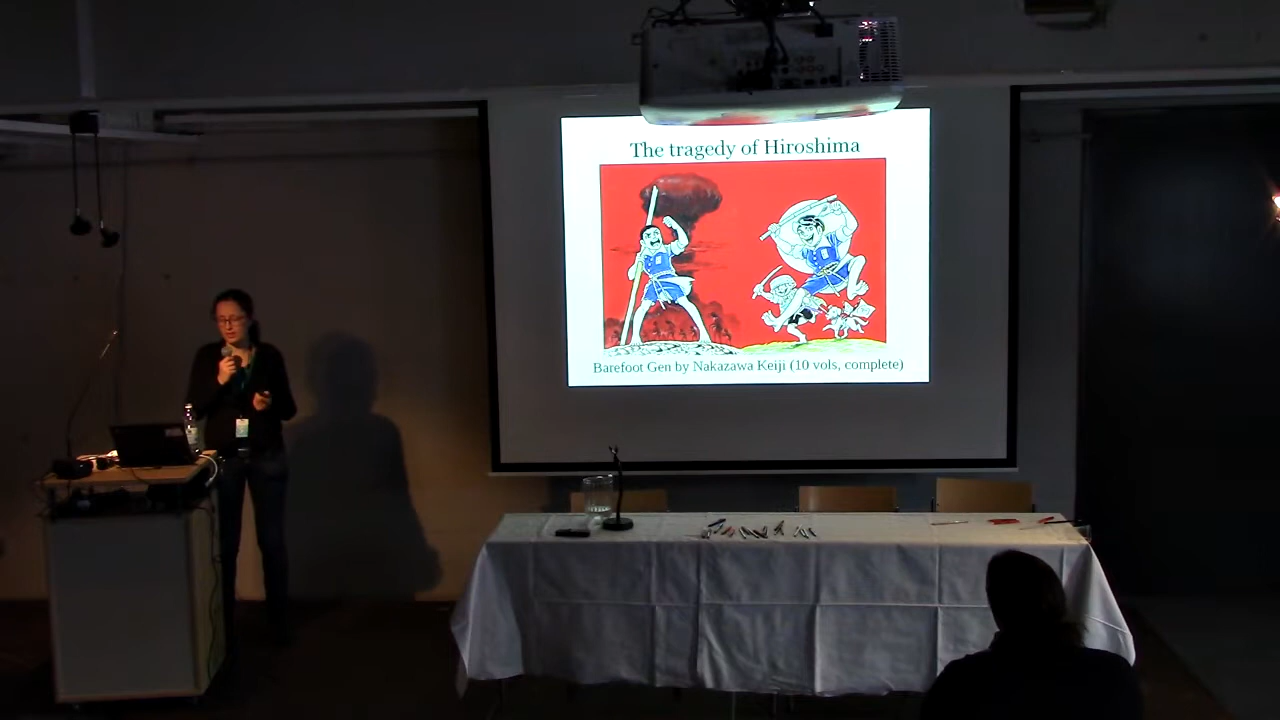 The tragedy of Hiroshima
Barefoot Gen by Nakazawa Keiji (10 vols, complete)